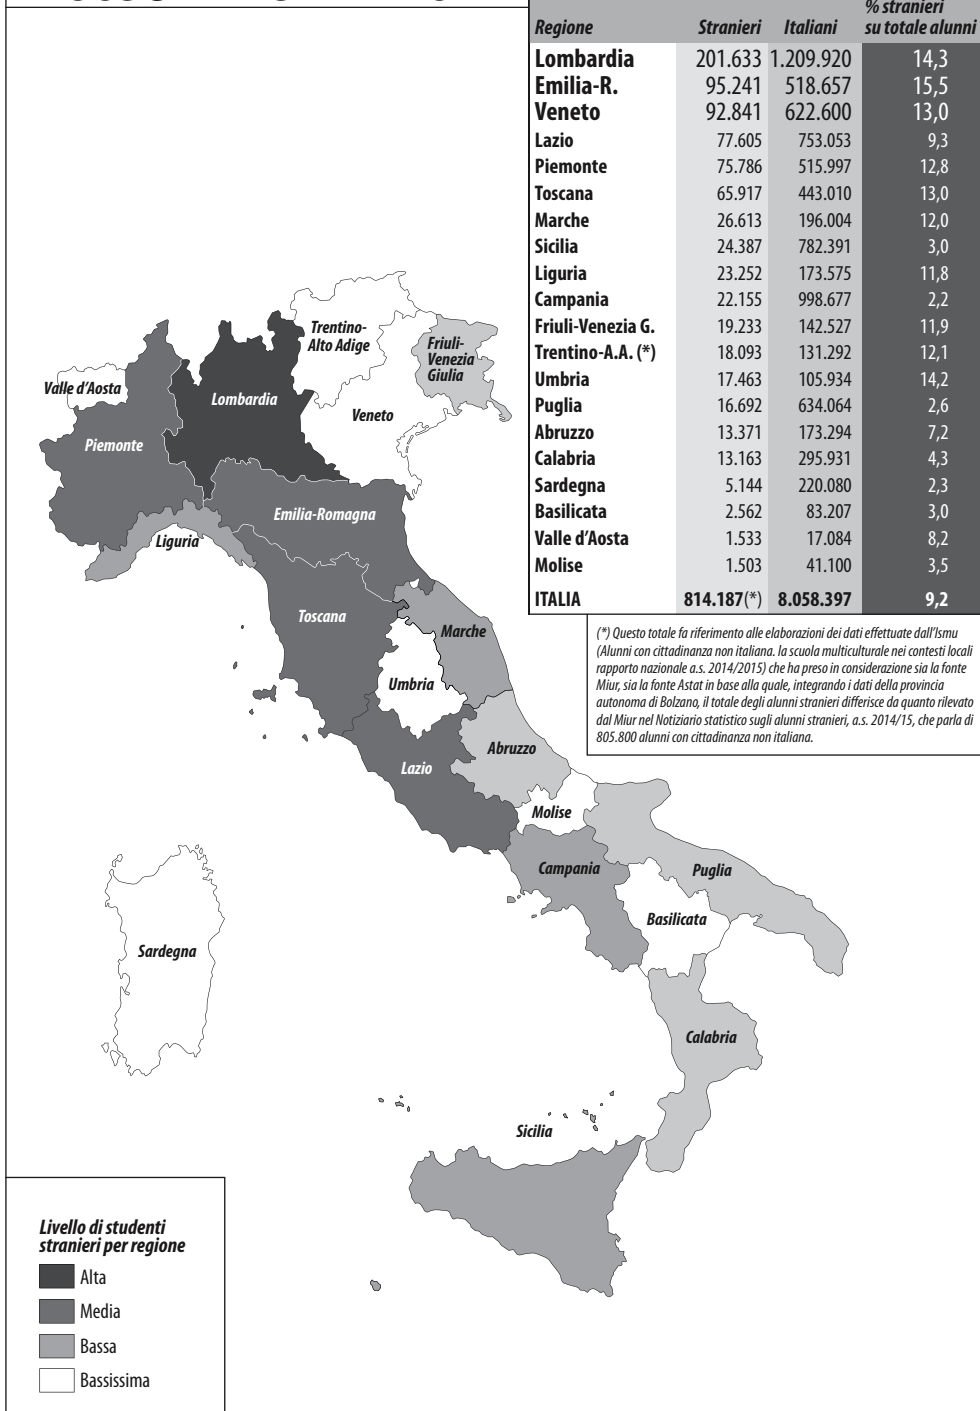 % stranieri
Regione Stranieri Italiani su totale alunni
Lombardia 201.633 1.209.920 14,3
Emilia-R. 95.241 518.657 15,5
Veneto 92.841 622.600 13,0
Lazio 77.605 753.053 9,3
Piemonte 75.786 515.997 12,8
Toscana 65.917 443.010 13,0
Marche 26.613 196.004 12,0
Sicilia 24.387 782.391 3,0
Liguria 23.252 173.575 11,8
Campania 22.155 998.677 2,2
Friuli-Venezia G. 19.233 142.527 11,9
Trentino-A.A. (*) 18.093 131.292 12,1
Umbria 17.463 105.934 14,2
Puglia 16.692 634.064 2,6
Abruzzo 13.371 173.294 7,2
Calabria 13.163 295.931 4,3
Sardegna 5.144 220.080 2,3
Basilicata 2.562 83.207 3,0
Valle d'Aosta 1.533 17.084 8,2
Molise 1.503 41.100 3,5
ITALIA 814.187(*) 8.058.397 9,2
(*) Questo totale fa riferimento alle elaborazioni dei dati effettuate dall'Ismu
(Alunni con cittadinanza non italiana. la scuola multiculturale nei contesti locali
rapporto nazionale a.s. 2014/2015) che ha preso in considerazione sia la fonte
Miur, sia la fonte Astat in base alla quale, integrando i dati della provincia
autonoma di Bolzano, il totale degli alunni stranieri differisce da quanto rilevato
dal Miur nel Notiziario statistico sugli alunni stranieri, a.s. 2014/15, che parla di
805.800 alunni con cittadinanza non italiana.
Trentino-
Alto Adige
Friuli-
Venezia
Giulia
Valle d'Aosta
Lombardia
Veneto
Piemonte
Emilia-Romagna
Liguria
Toscana
Marche
Umbria
Abruzzo
Lazio
Molise
Campania
Puglia
Basilicata
Sardegna
Calabria
Sicilia
Livello di studenti
stranieri per regione
Alta
Media
Bassa
Bassissima